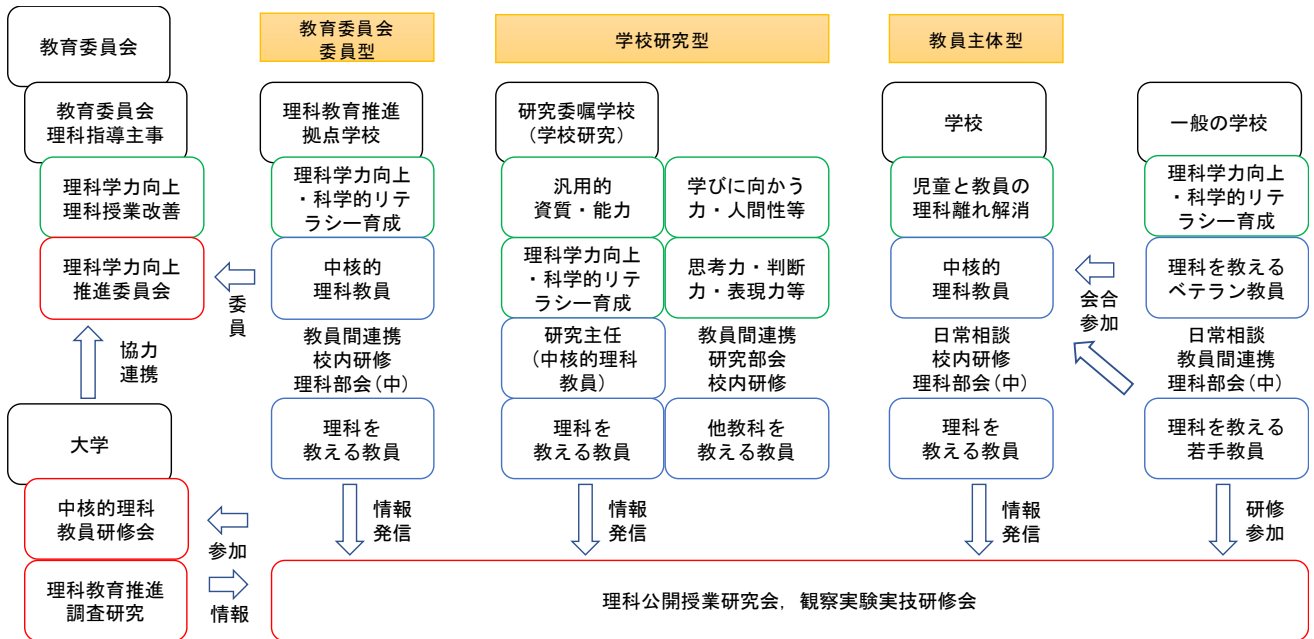 教育委員会
教育委員会
理科指導主事
理科学力向上
理科授業改善
理科学力向上
推進委員会
協力
連携
大学
中核的理科
教員研修会
理科教育推進
調査研究
委
員
参加
情報
教育委員会
委員型
理科教育推進
拠点学校
理科学力向上
・科学的リテ
ラシー育成
中核的
理科教員
教員間連携
校内研修
理科部会(中)
理科を
教える教員
情報
発信
学校研究型
研究委嘱学校
(学校研究)
汎用的
資質・能力
学びに向かう
力・人間性等
理科学力向上
・科学的リテ
ラシー育成
思考力・判断
力・表現力等
研究主任
(中核的理科
教員)
教員間連携
研究部会
校内研修
理科を
教える教員
他教科を
教える教員
情報
発信
教員主体型
学校
児童と教員の
理科離れ解消
中核的
理科教員
日常相談
校内研修
理科部会(中)
理科を
教える教員
情報
発信
会合
参加
一般の学校
理科学力向上
・科学的リテ
ラシー育成
理科を教える
ベテラン教員
日常相談
教員間連携
理科部会(中)
理科を教える
若手教員
研修
参加
理科公開授業研究会，観察実験実技研修会